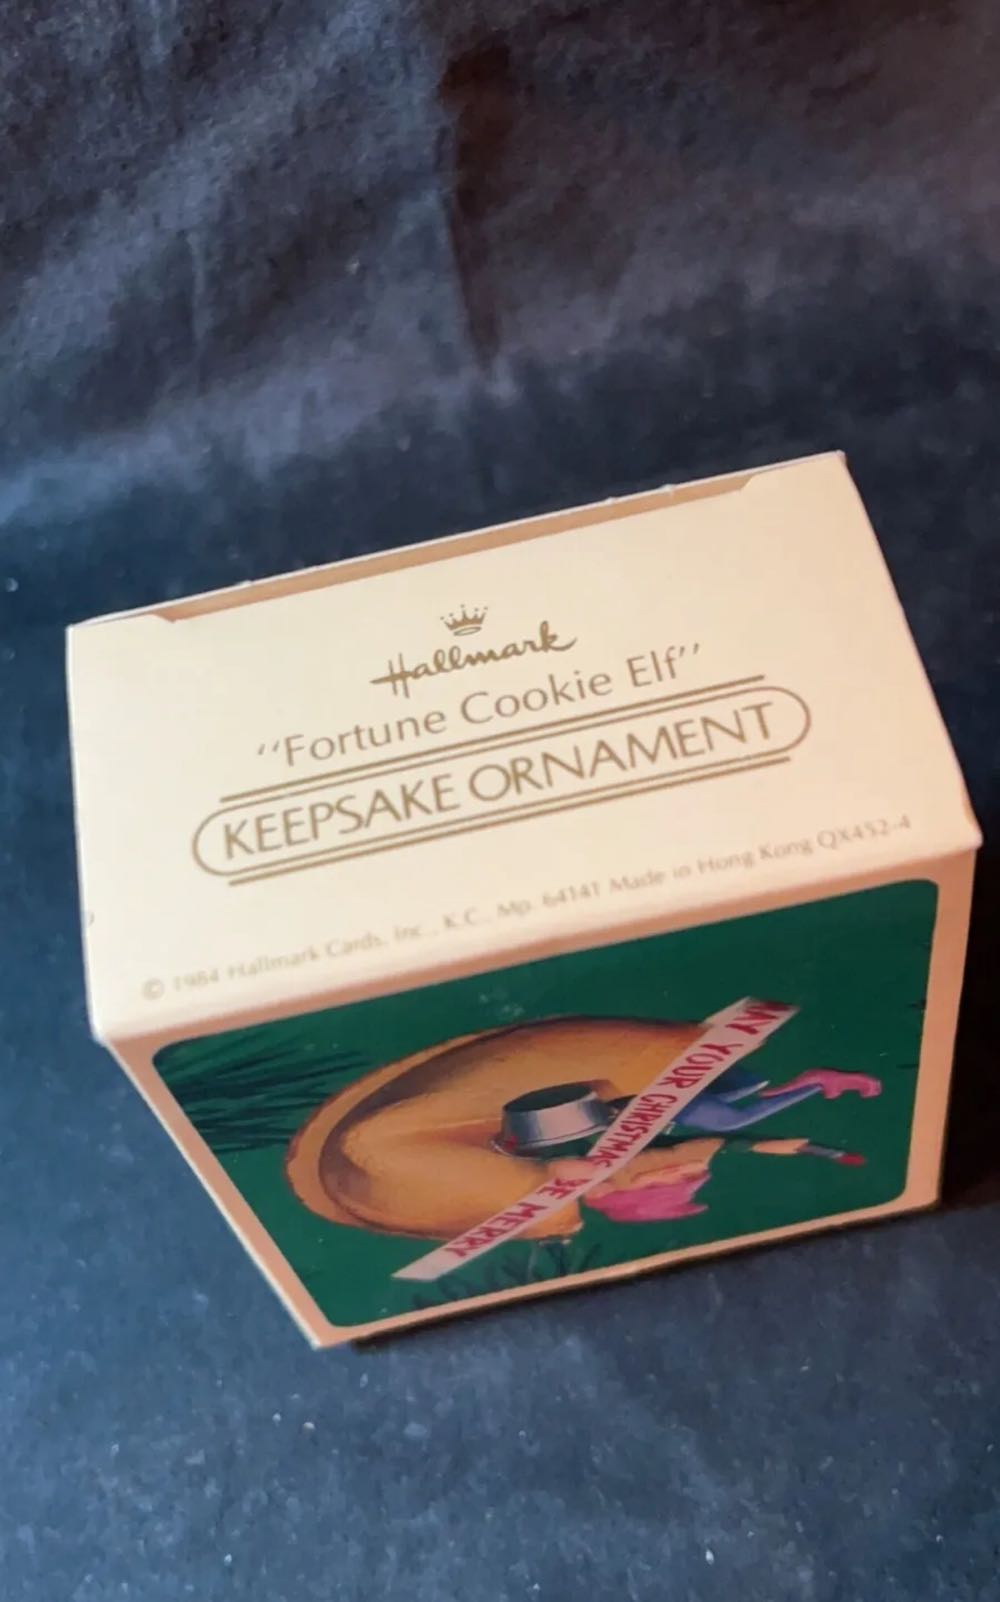 Hallmark
“Fortune Cookie Elf”
KEEPSAKE ORNAMENT
© 1984 Hallmark Cards, Inc., K.C., Mo. 64141 Made in Hong Kong QX452-4
MAY YOUR CHRISTMAS BE MERRY